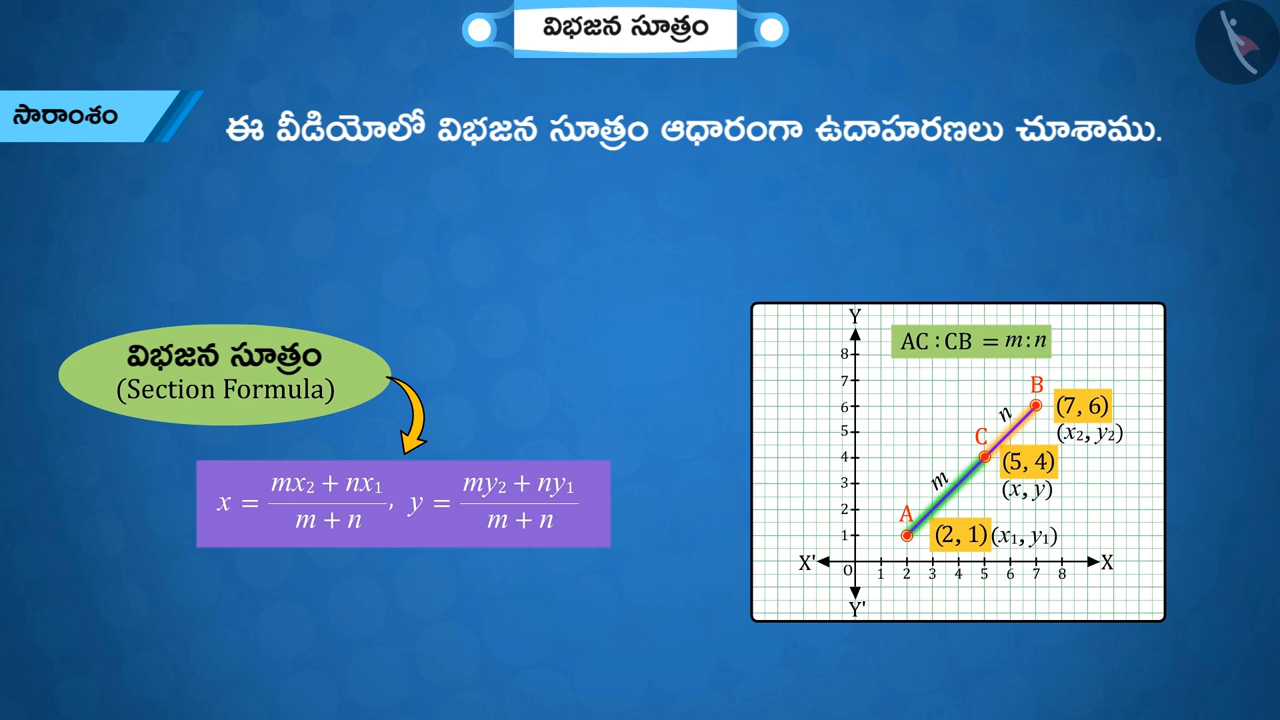 విభజన సూత్రం
సారాంశం
ఈ వీడియోలో విభజన సూత్రం ఆధారంగా ఉదాహరణలు చూశాము.
విభజన సూత్రం
(Section Formula)
x = (mx₂ + nx₁)/(m + n), y = (my₂ + ny₁)/(m + n)
Y
AC : CB = m : n
8
7
6
5
4
3
2
1
B
(7, 6)
(x₂, y₂)
n
C
(5, 4)
(x, y)
m
A
(2, 1) (x₁, y₁)
X' X
O 1 2 3 4 5 6 7 8
Y'